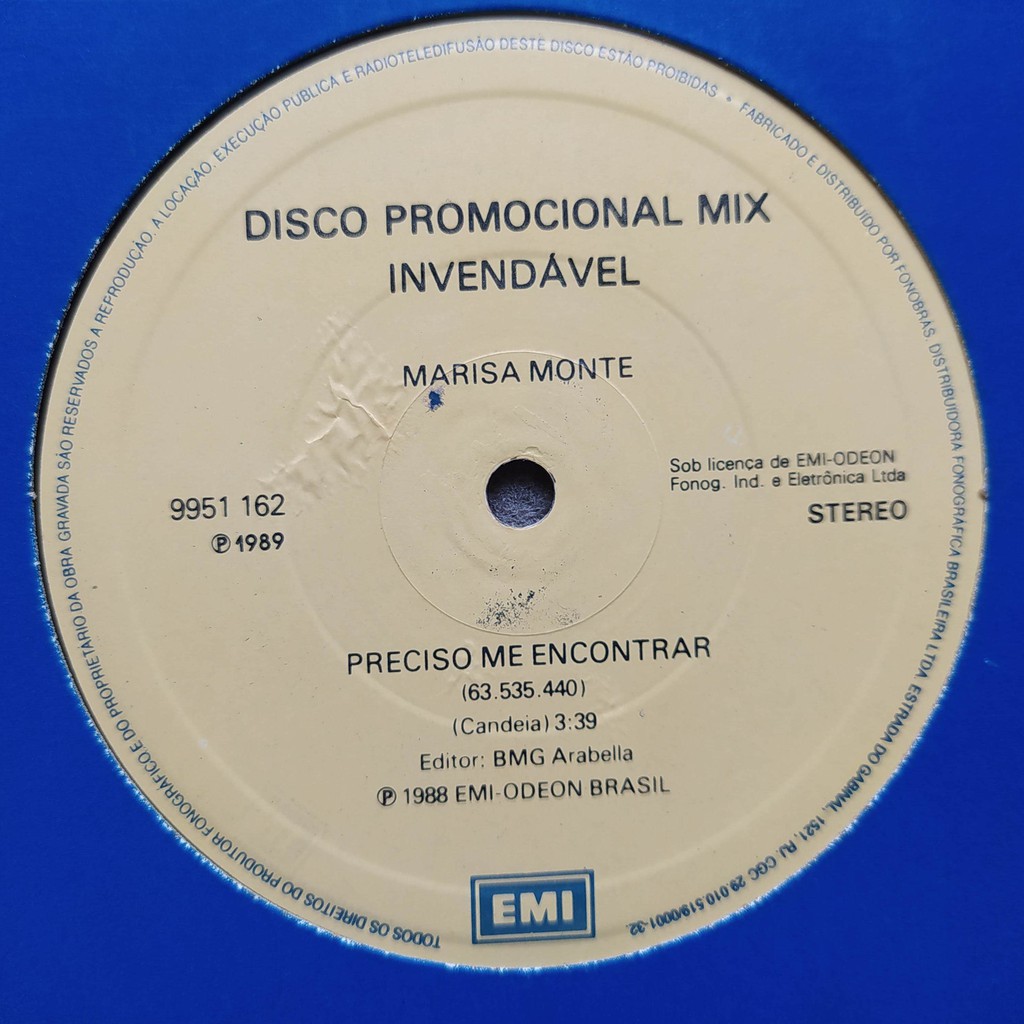 DISCO PROMOCIONAL MIX
INVENDÁVEL
MARISA MONTE
9951 162
℗ 1989
Sob licença de EMI-ODEON
Fonog. Ind. e Eletrônica Ltda
STEREO
PRECISO ME ENCONTRAR
(63.535.440)
(Candeia) 3:39
Editor: BMG Arabella
℗ 1988 EMI-ODEON BRASIL
EMI
TODOS OS DIREITOS DO PRODUTOR FONOGRAFICO E DO PROPRIETARIO DA OBRA GRAVADA SÃO RESERVADOS A REPRODUÇÃO. A LOCAÇÃO, EXECUÇÃO PUBLICA E RADIOTELEDIFUSÃO DESTE DISCO ESTÃO PROIBIDAS • FABRICADO E DISTRIBUIDO POR FONOBRÁS, DISTRIBUIDORA FONOGRÁFICA BRASILEIRA LTDA ESTRADA DO GABINAL, 1521, RJ. CGC 29.010.519/0001-32.